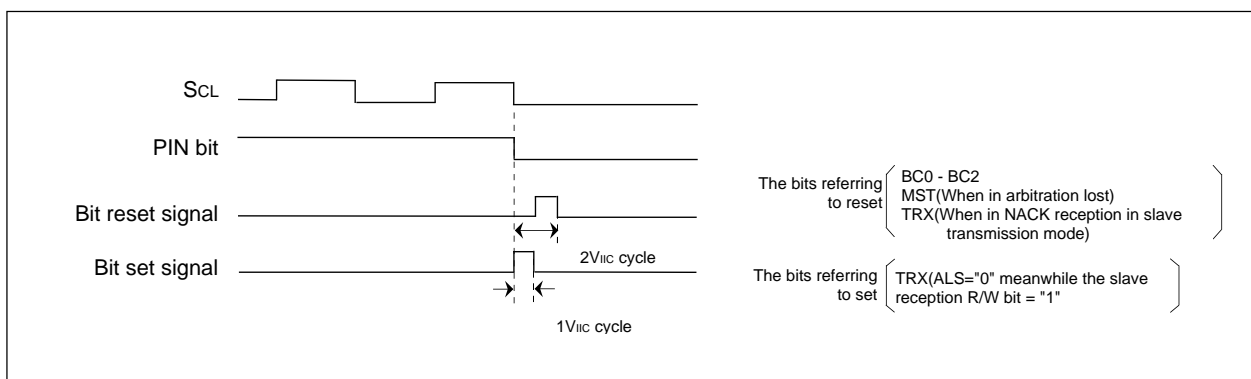 SCL
PIN bit
Bit reset signal
2VIIC cycle
Bit set signal
1VIIC cycle
The bits referring
to reset
BC0 - BC2
MST(When in arbitration lost)
TRX(When in NACK reception in slave
transmission mode)
The bits referring
to set
TRX(ALS="0" meanwhile the slave
reception R/W bit = "1"